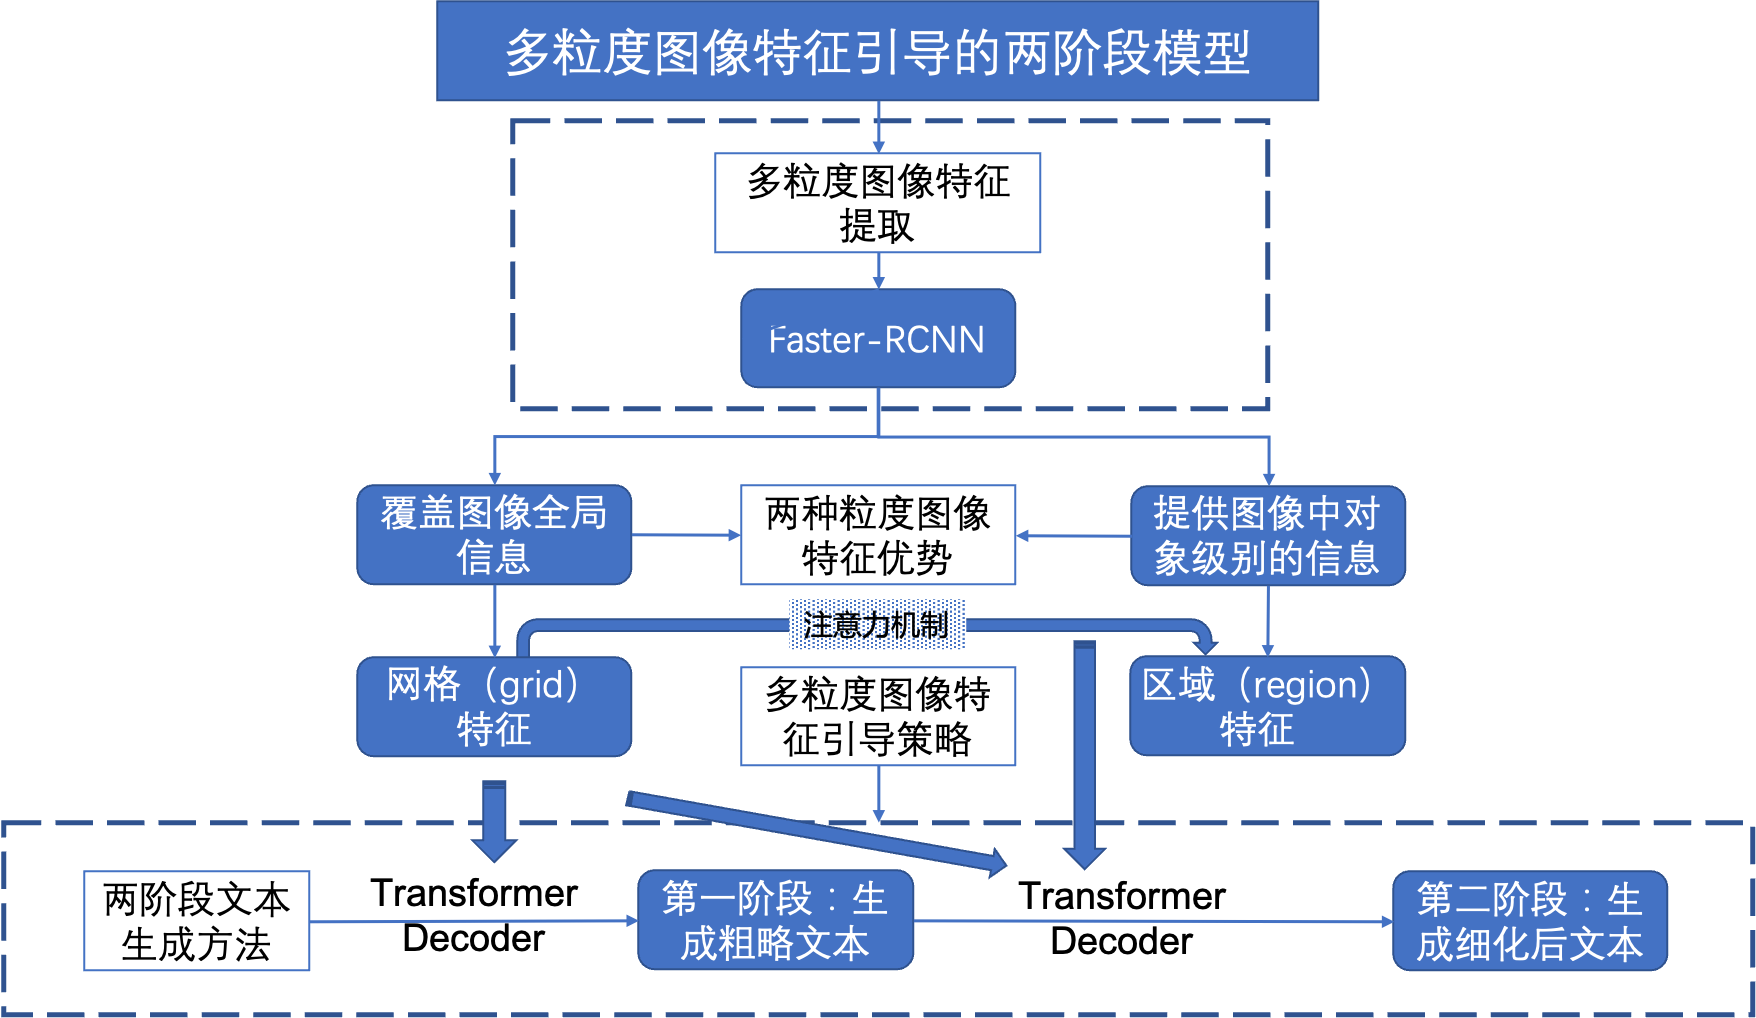 多粒度图像特征引导的两阶段模型
多粒度图像特征
提取
Faster-RCNN
覆盖图像全局
信息
两种粒度图像
特征优势
提供图像中对
象级别的信息
注意力机制
网格（grid）
特征
多粒度图像特
征引导策略
区域（region）
特征
两阶段文本
生成方法
Transformer
Decoder
第一阶段：生
成粗略文本
Transformer
Decoder
第二阶段：生
成细化后文本